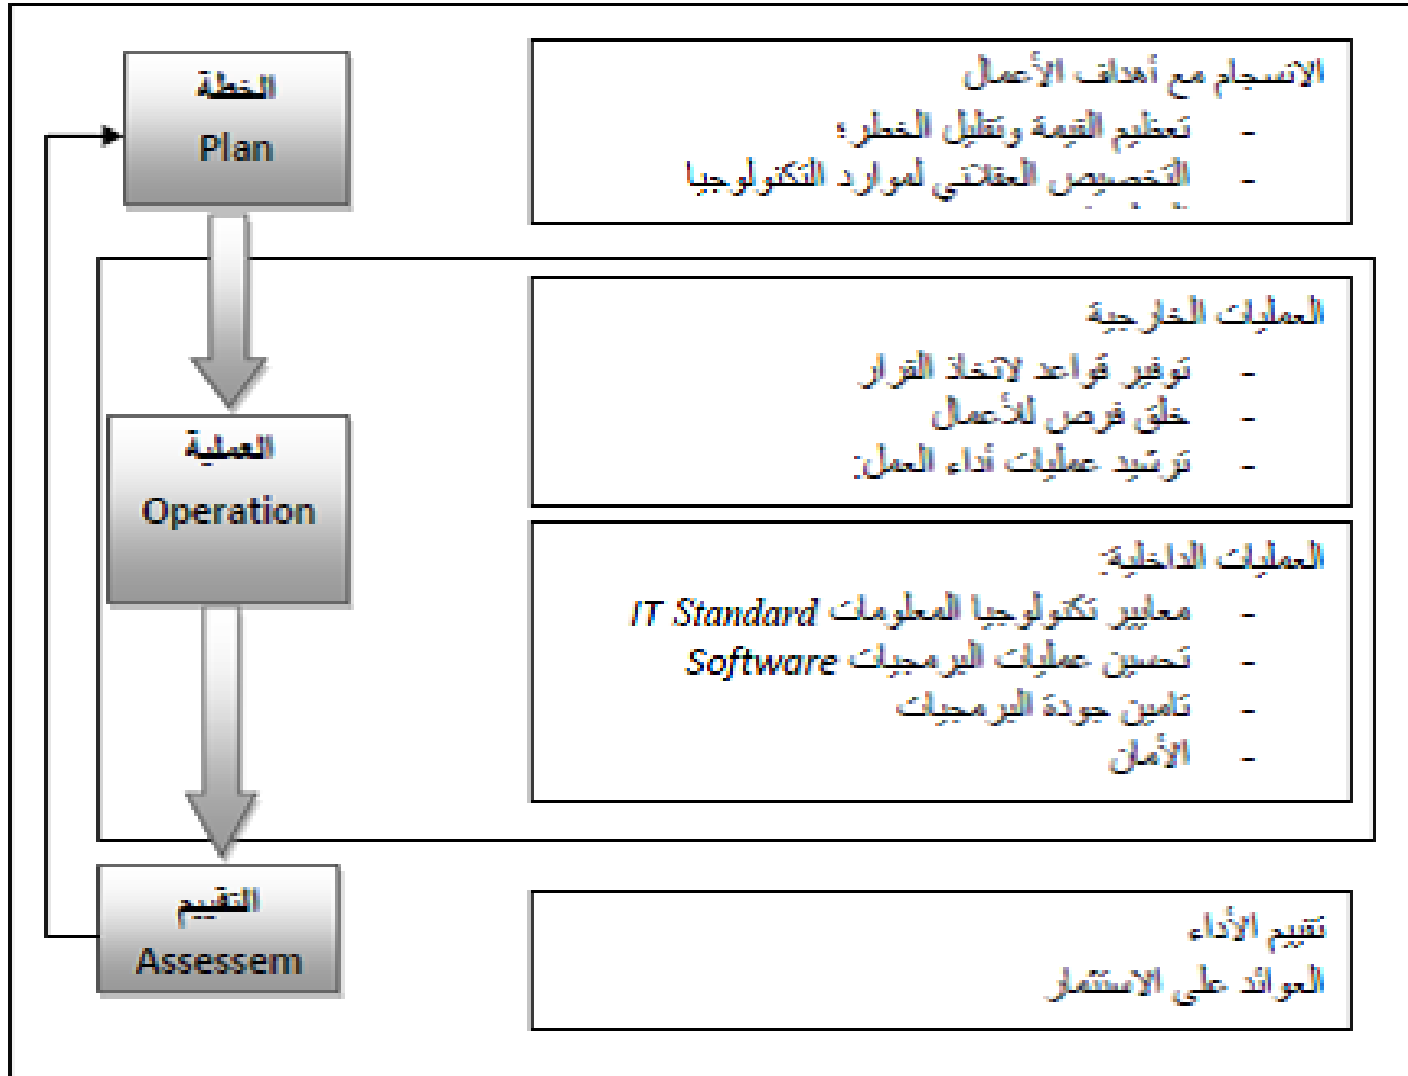 الخطة
Plan
الانسجام مع أهداف الأعمال
- تعظيم القيمة وتقليل الخطر؛
- التخصيص العقلاني لموارد التكنولوجيا
العملية
Operation
العمليات الخارجية
- توفير قواعد لاتخاذ القرار
- خلق فرص للأعمال
- ترشيد عمليات أداء العمل:
العمليات الداخلية:
- معايير تكنولوجيا المعلومات IT Standard
- تحسين عمليات البرمجيات Software
- تامين جودة البرمجيات
- الأمان
التقييم
Assessem
تقييم الأداء
العوائد على الاستثمار